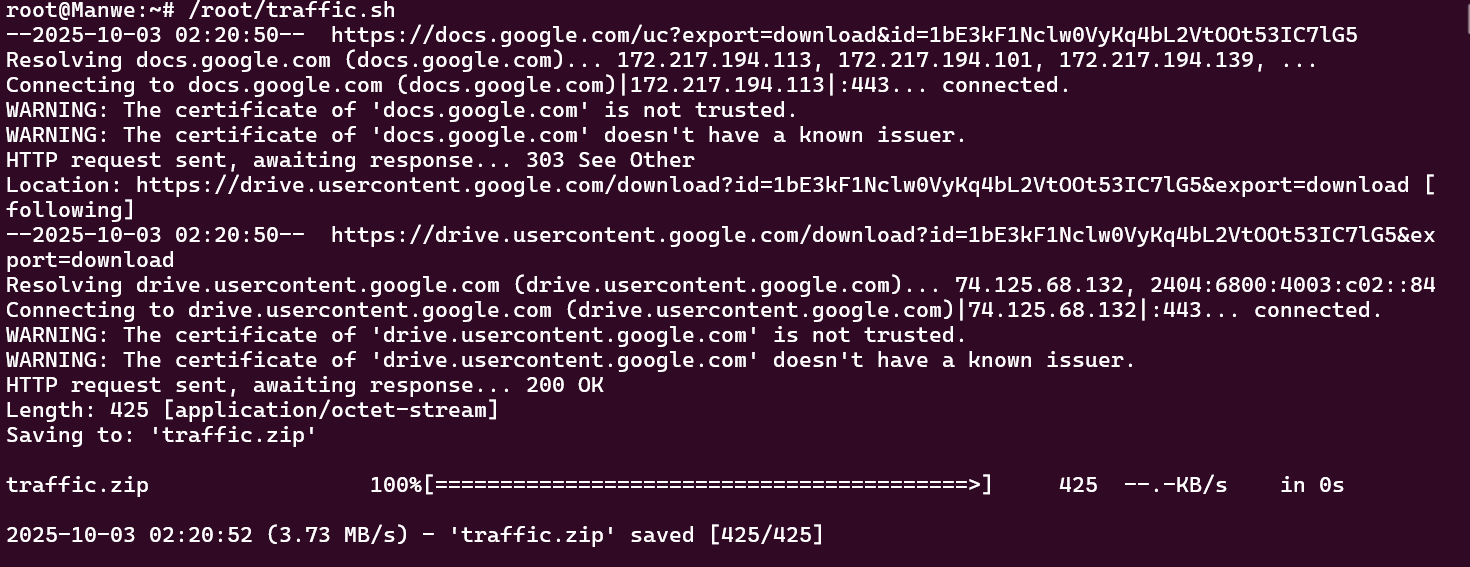 root@Manwe:~# /root/traffic.sh
--2025-10-03 02:20:50--  https://docs.google.com/uc?export=download&id=1bE3kF1Nclw0VyKq4bL2VtOOt53IC7lG5
Resolving docs.google.com (docs.google.com)... 172.217.194.113, 172.217.194.101, 172.217.194.139, ...
Connecting to docs.google.com (docs.google.com)|172.217.194.113|:443... connected.
WARNING: The certificate of 'docs.google.com' is not trusted.
WARNING: The certificate of 'docs.google.com' doesn't have a known issuer.
HTTP request sent, awaiting response... 303 See Other
Location: https://drive.usercontent.google.com/download?id=1bE3kF1Nclw0VyKq4bL2VtOOt53IC7lG5&export=download [
following]
--2025-10-03 02:20:50--  https://drive.usercontent.google.com/download?id=1bE3kF1Nclw0VyKq4bL2VtOOt53IC7lG5&ex
port=download
Resolving drive.usercontent.google.com (drive.usercontent.google.com)... 74.125.68.132, 2404:6800:4003:c02::84
Connecting to drive.usercontent.google.com (drive.usercontent.google.com)|74.125.68.132|:443... connected.
WARNING: The certificate of 'drive.usercontent.google.com' is not trusted.
WARNING: The certificate of 'drive.usercontent.google.com' doesn't have a known issuer.
HTTP request sent, awaiting response... 200 OK
Length: 425 [application/octet-stream]
Saving to: 'traffic.zip'
traffic.zip                 100%[=========================================>]     425  --.-KB/s    in 0s
2025-10-03 02:20:52 (3.73 MB/s) - 'traffic.zip' saved [425/425]